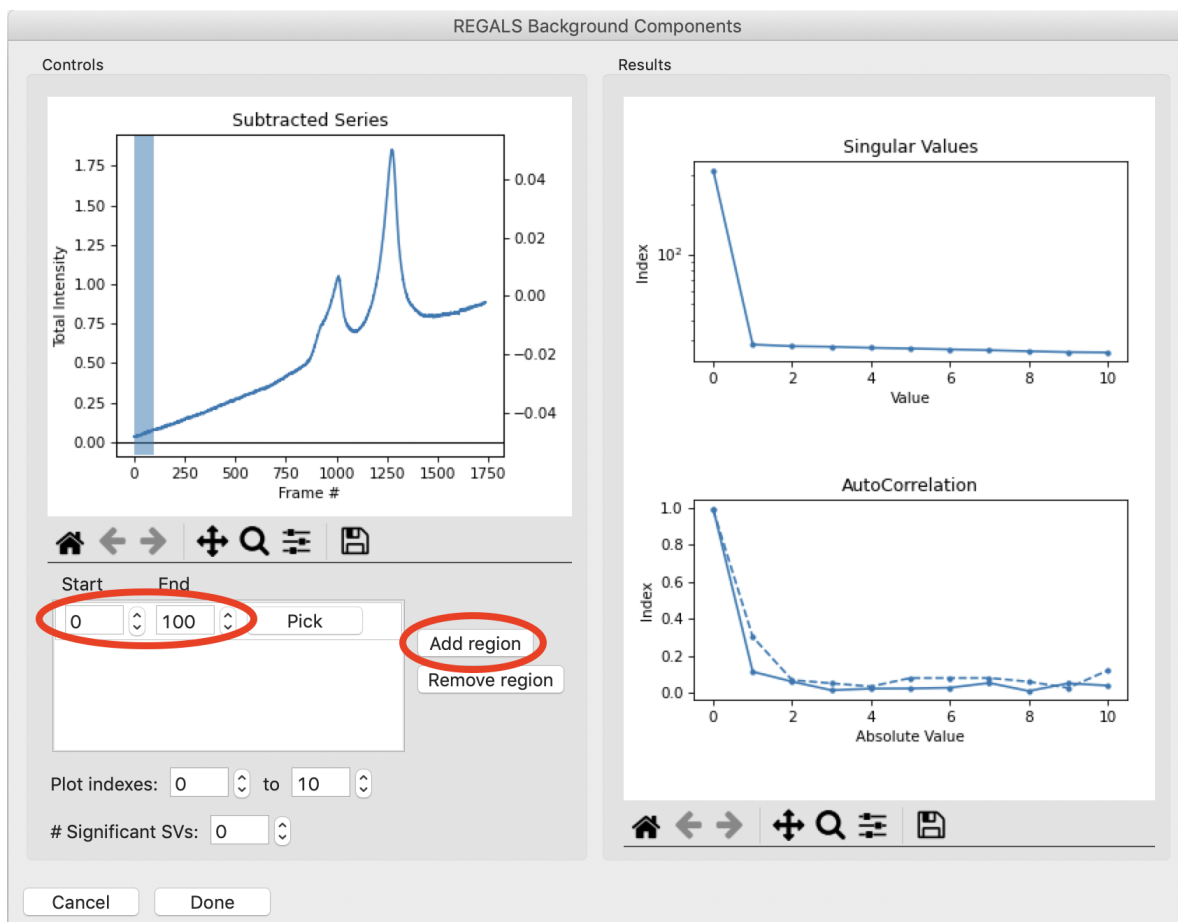 REGALS Background Components
Controls
Subtracted Series
Total Intensity
1.75
1.50
1.25
1.00
0.75
0.50
0.25
0.00
0.04
0.02
0.00
−0.02
−0.04
0 250 500 750 1000 1250 1500 1750
Frame #
Start End
0 100 Pick
Add region
Remove region
Plot indexes: 0 to 10
# Significant SVs: 0
Cancel Done
Results
Singular Values
Index
10²
0 2 4 6 8 10
Value
AutoCorrelation
Index
1.0
0.8
0.6
0.4
0.2
0.0
0 2 4 6 8 10
Absolute Value